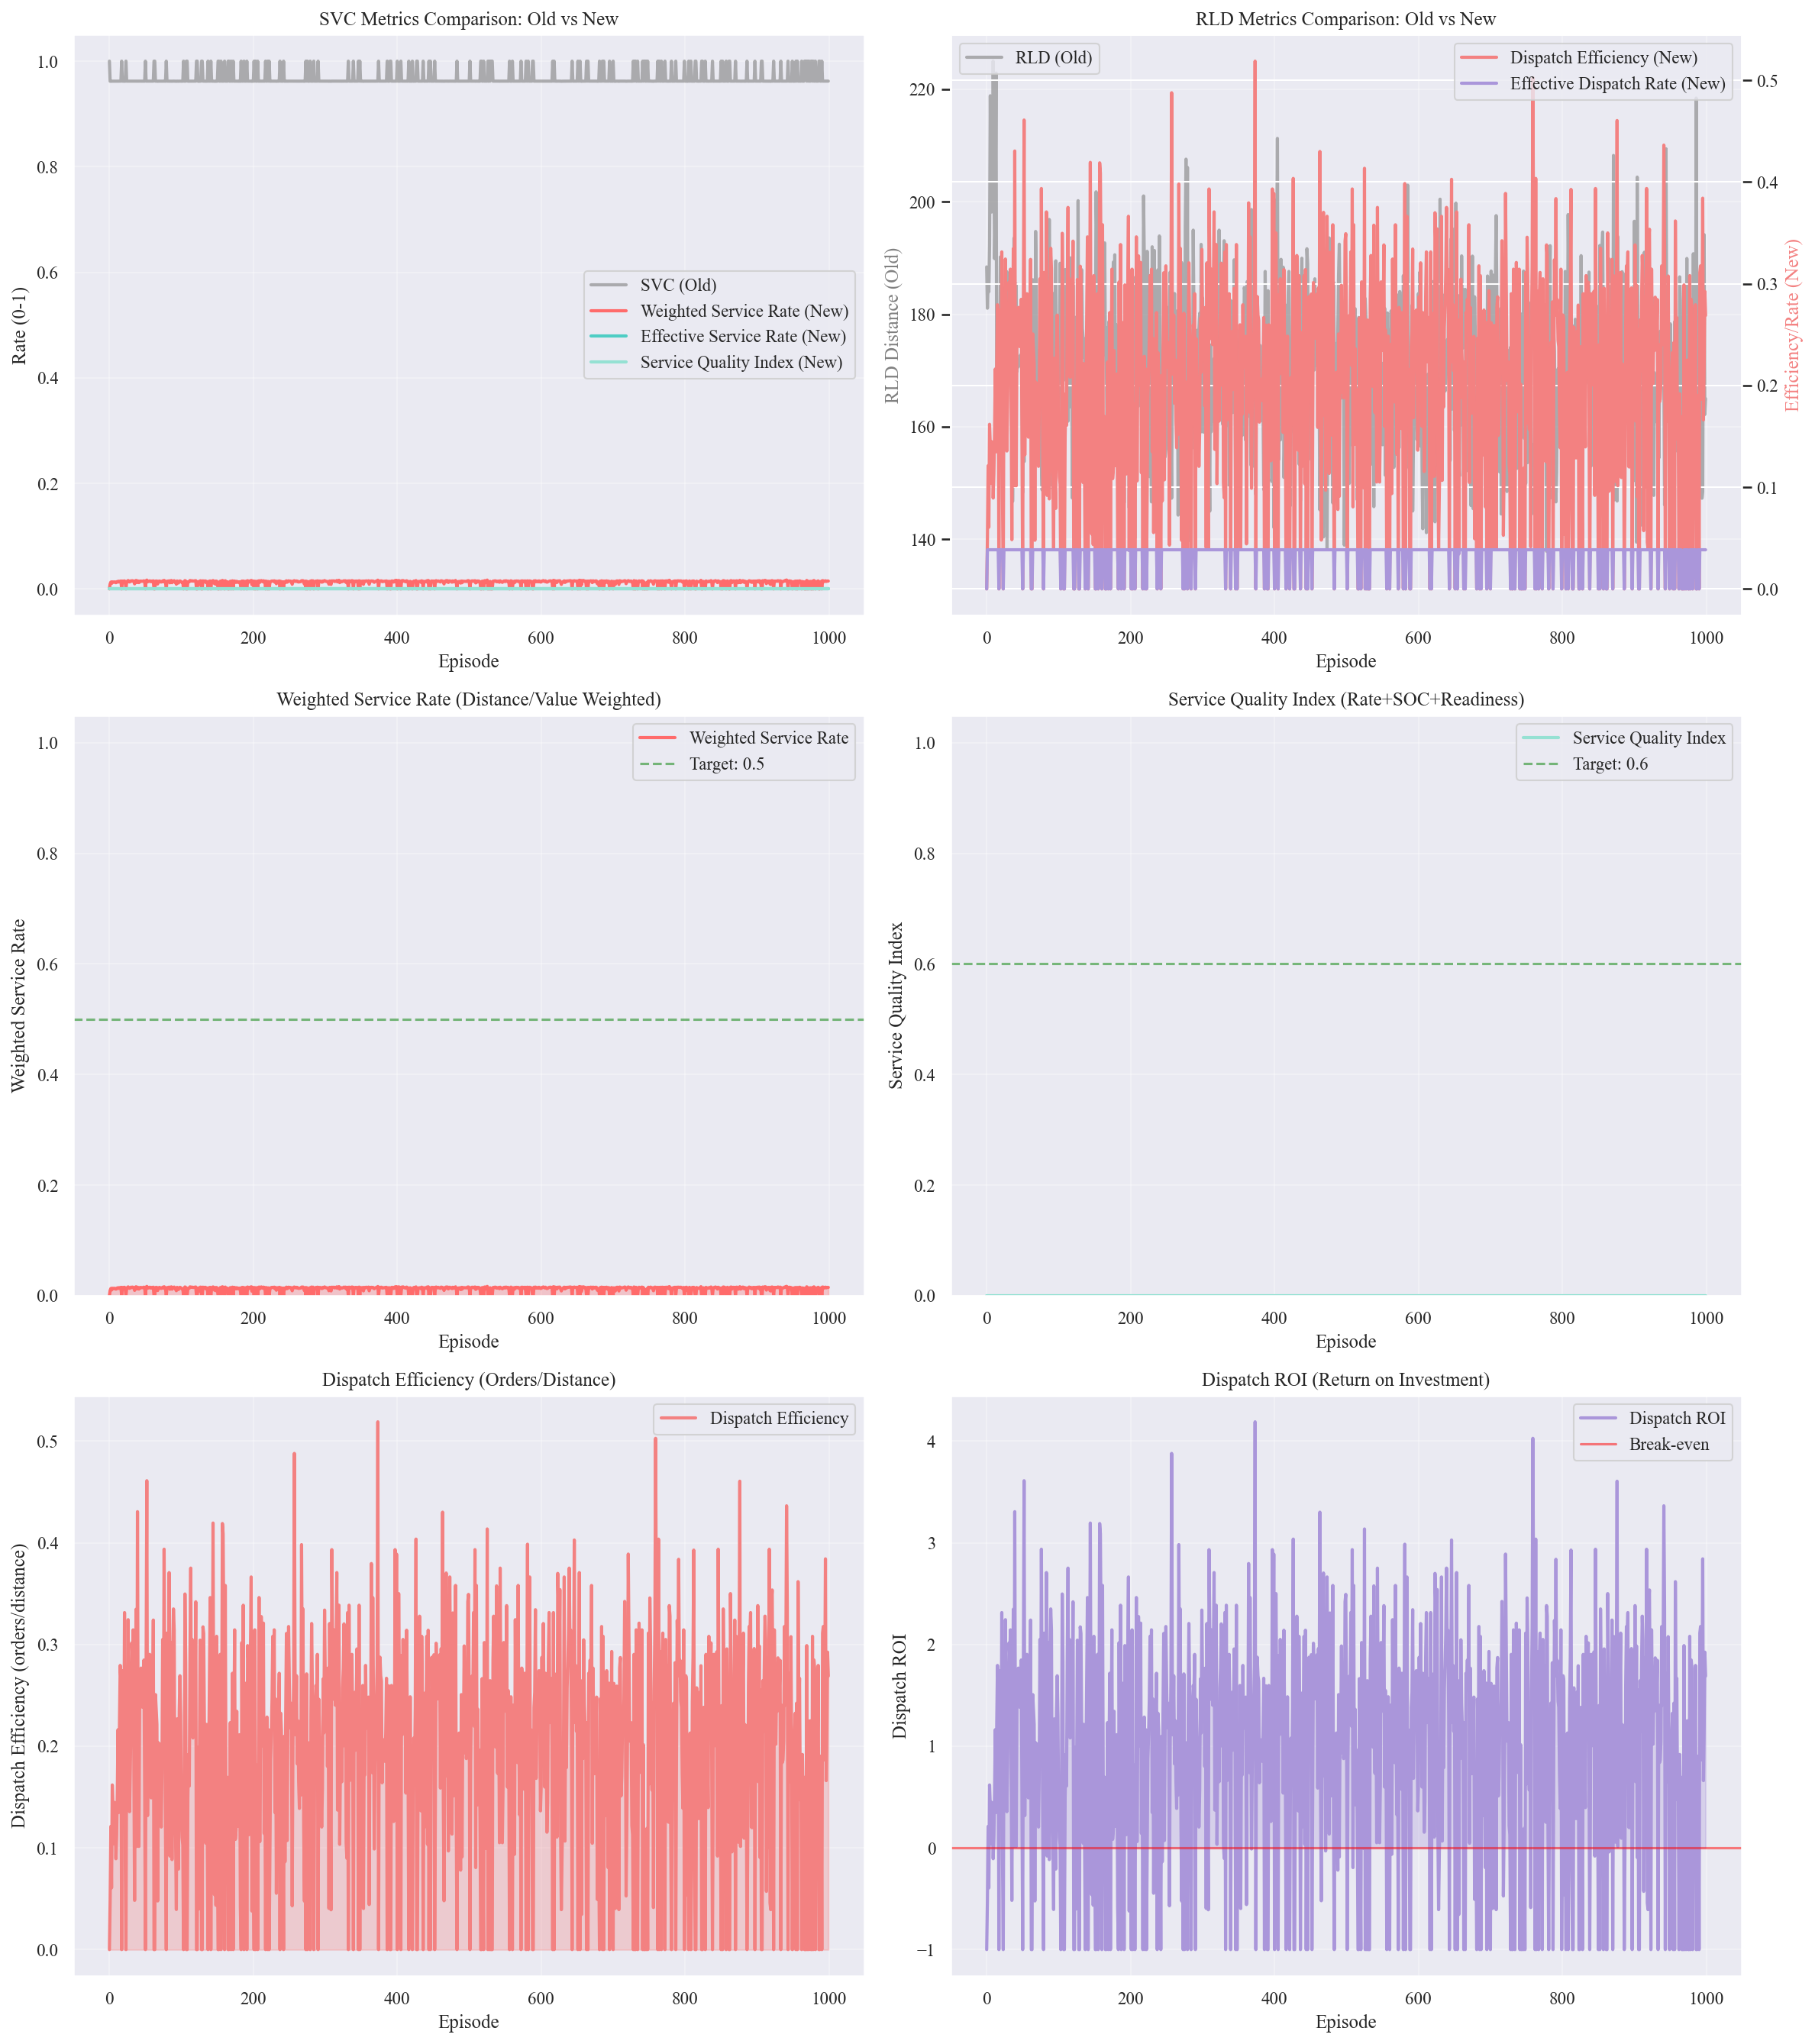 SVC Metrics Comparison: Old vs New
1.0
0.8
0.6
0.4
0.2
0.0
Rate (0-1)
SVC (Old)
Weighted Service Rate (New)
Effective Service Rate (New)
Service Quality Index (New)
0 200 400 600 800 1000
Episode
RLD Metrics Comparison: Old vs New
RLD (Old)
Dispatch Efficiency (New)
Effective Dispatch Rate (New)
220
200
180
160
140
RLD Distance (Old)
0.5
0.4
0.3
0.2
0.1
0.0
Efficiency/Rate (New)
0 200 400 600 800 1000
Episode
Weighted Service Rate (Distance/Value Weighted)
Weighted Service Rate
Target: 0.5
1.0
0.8
0.6
0.4
0.2
0.0
Weighted Service Rate
0 200 400 600 800 1000
Episode
Service Quality Index (Rate+SOC+Readiness)
Service Quality Index
Target: 0.6
1.0
0.8
0.6
0.4
0.2
0.0
Service Quality Index
0 200 400 600 800 1000
Episode
Dispatch Efficiency (Orders/Distance)
Dispatch Efficiency
0.5
0.4
0.3
0.2
0.1
0.0
Dispatch Efficiency (orders/distance)
0 200 400 600 800 1000
Episode
Dispatch ROI (Return on Investment)
Dispatch ROI
Break-even
4
3
2
1
0
−1
Dispatch ROI
0 200 400 600 800 1000
Episode